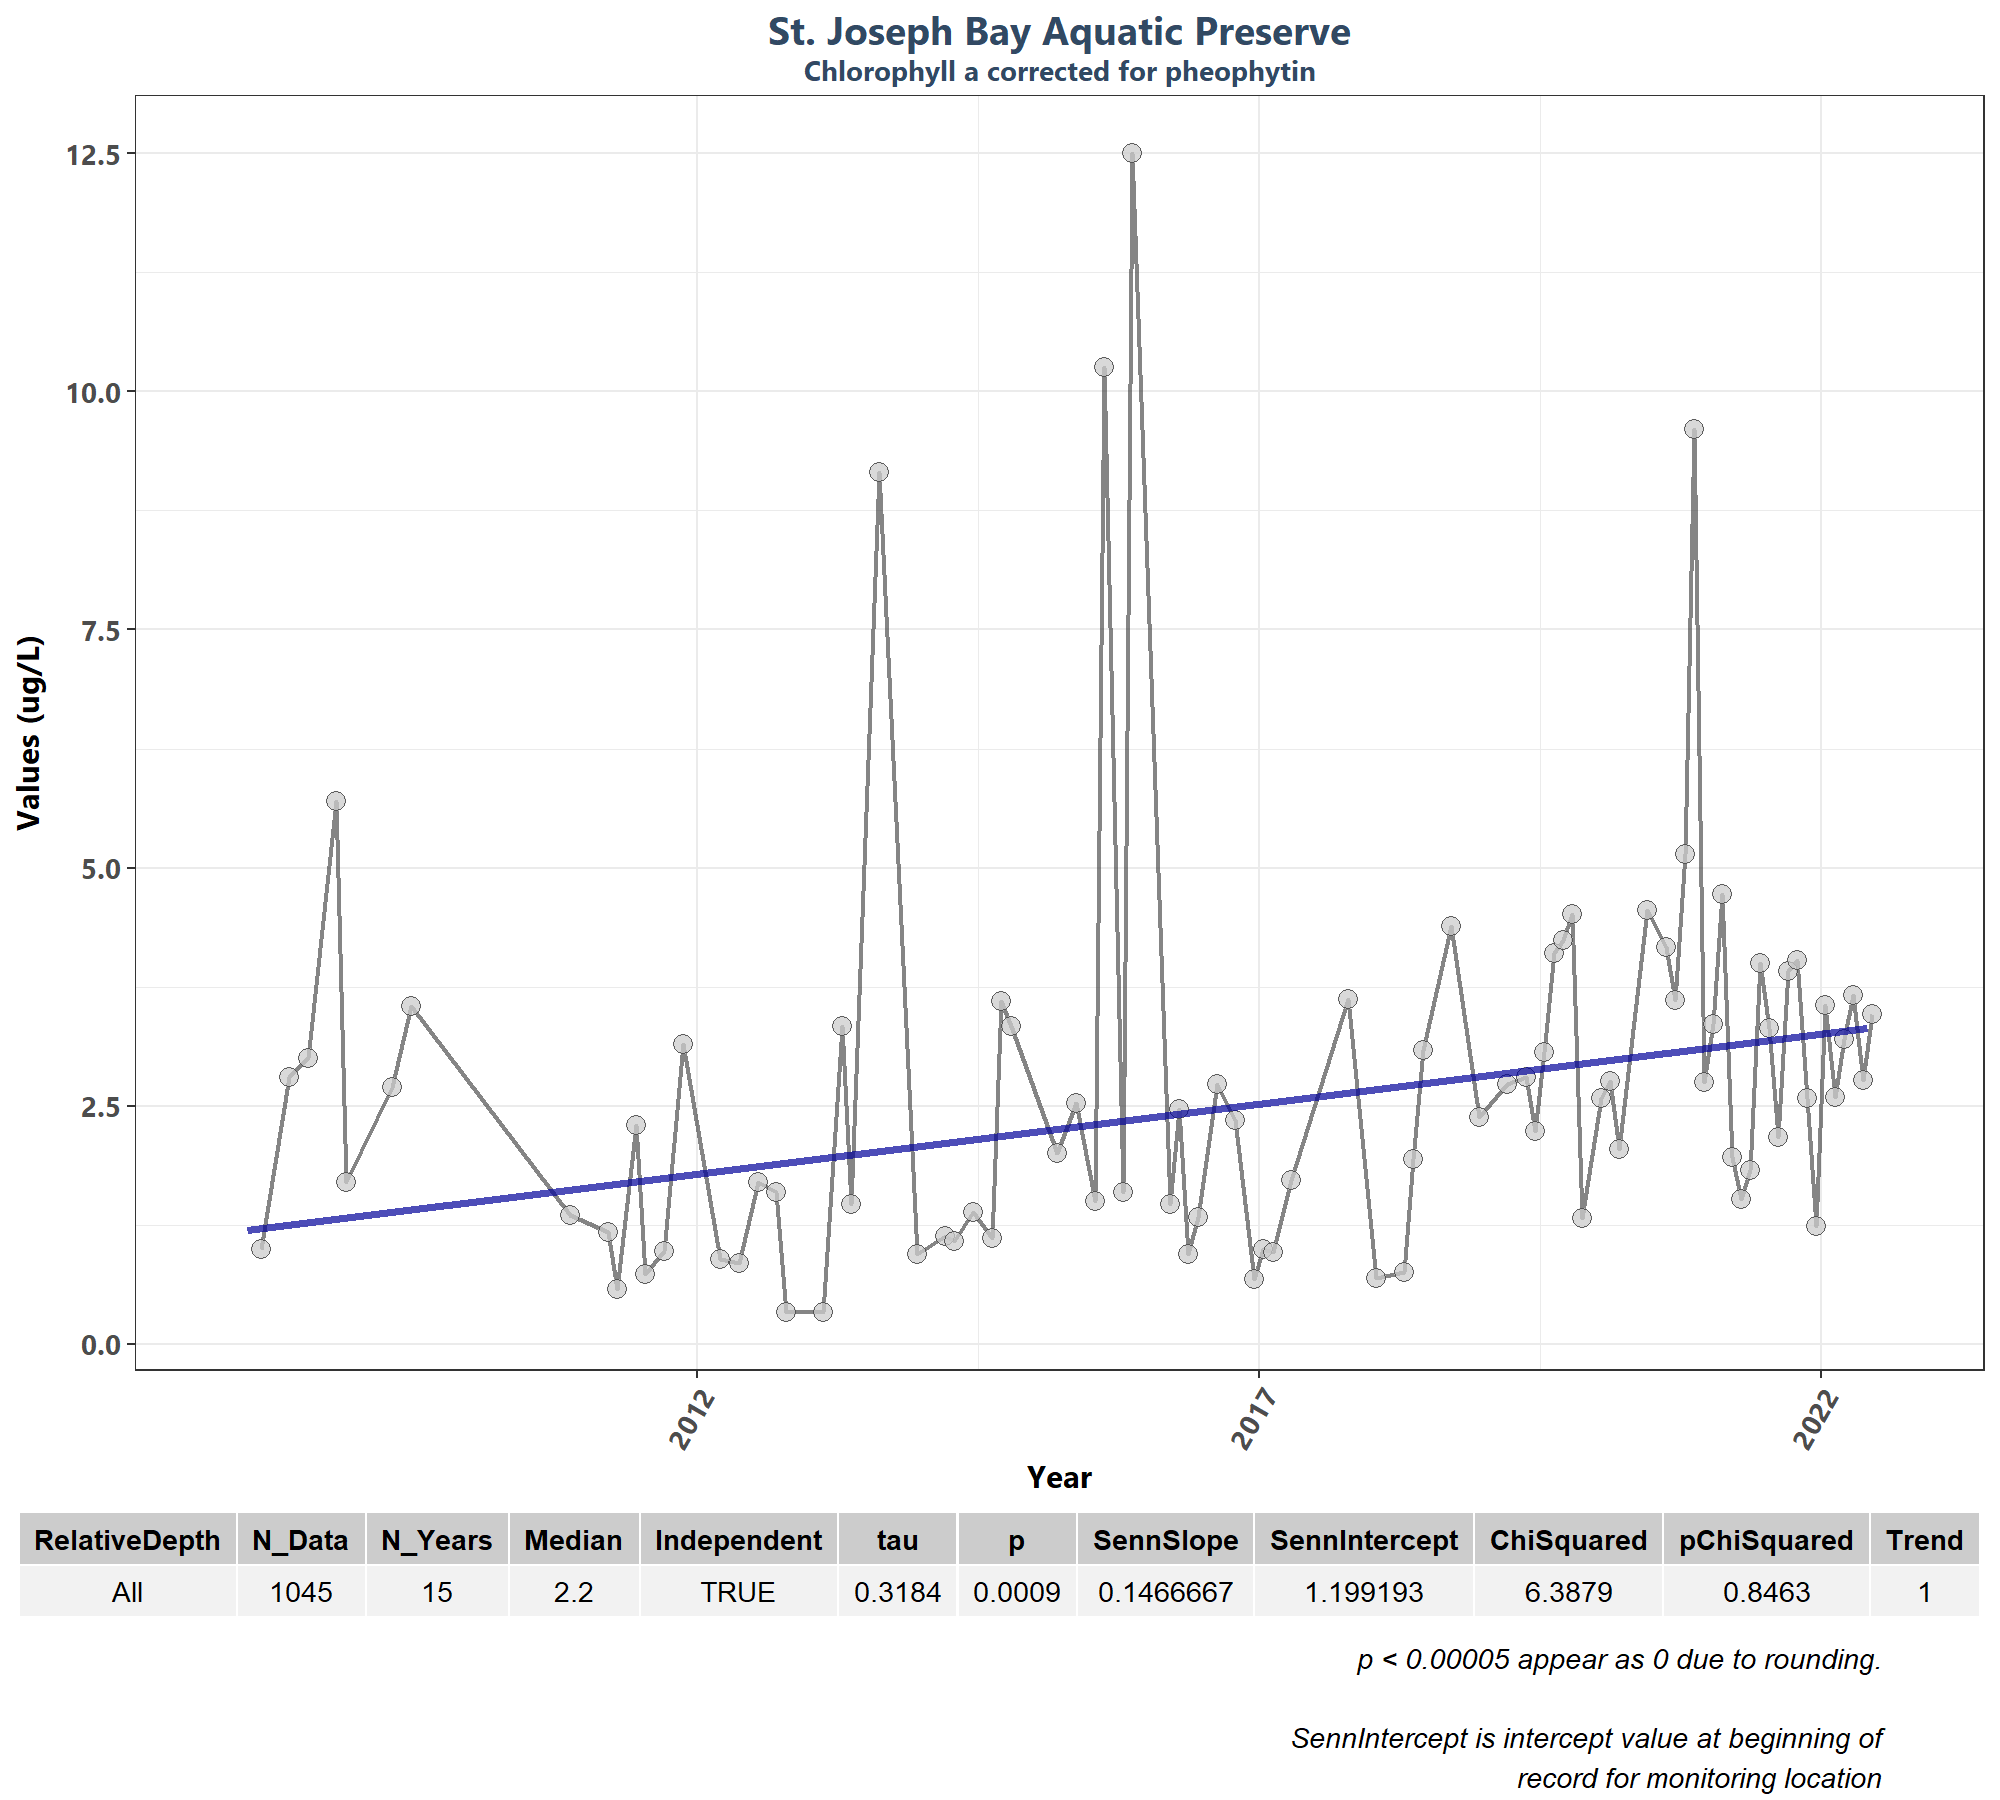 St. Joseph Bay Aquatic Preserve
Chlorophyll a corrected for pheophytin
Values (ug/L)
12.5
10.0
7.5
5.0
2.5
0.0
2012
2017
2022
Year
RelativeDepth N_Data N_Years Median Independent tau p SennSlope SennIntercept ChiSquared pChiSquared Trend
All 1045 15 2.2 TRUE 0.3184 0.0009 0.1466667 1.199193 6.3879 0.8463 1
p < 0.00005 appear as 0 due to rounding.
SennIntercept is intercept value at beginning of
record for monitoring location